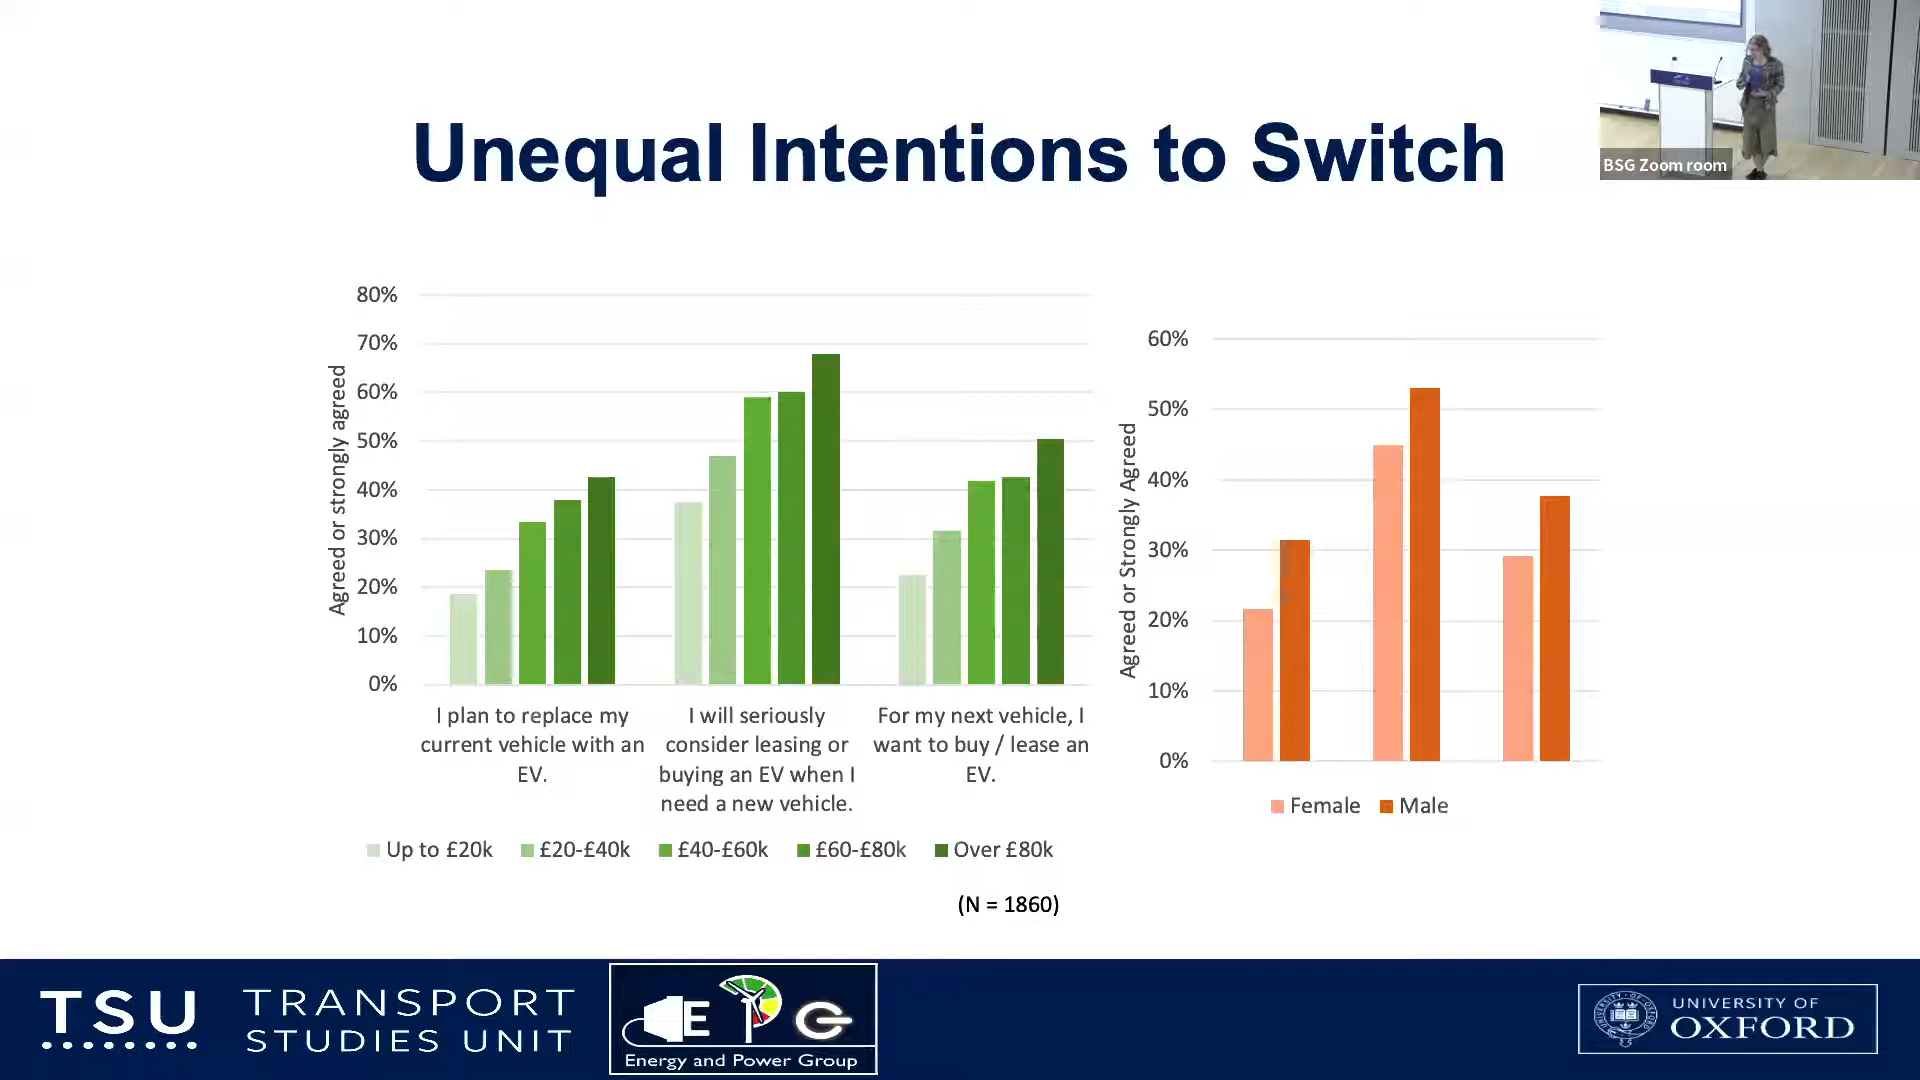 BSG Zoom room
Unequal Intentions to Switch
80%
70%
60%
50%
40%
30%
20%
10%
0%
Agreed or strongly agreed
I plan to replace my
current vehicle with an
EV.
I will seriously
consider leasing or
buying an EV when I
need a new vehicle.
For my next vehicle, I
want to buy / lease an
EV.
Up to £20k
£20-£40k
£40-£60k
£60-£80k
Over £80k
60%
50%
40%
30%
20%
10%
0%
Agreed or Strongly Agreed
Female
Male
(N = 1860)
TSU
TRANSPORT
STUDIES UNIT
E P G
Energy and Power Group
UNIVERSITY OF
OXFORD